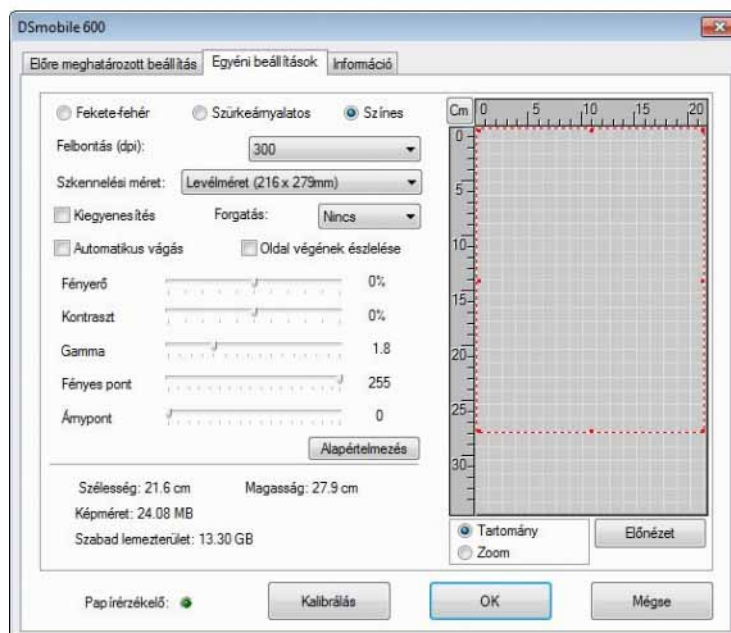 DSmobile 600
Előre meghatározott beállítás Egyéni beállítások Információ
Fekete-fehér Szürkeárnyalatos Színes
Felbontás (dpi): 300
Szkennelési méret: Levélméret (216 x 279mm)
Kiegyenesítés Forgatás: Nincs
Automatikus vágás Oldal végének észlelése
Fényerő 0%
Kontraszt 0%
Gamma 1.8
Fényes pont 255
Árnypont 0
Alapértelmezés
Szélesség: 21.6 cm Magasság: 27.9 cm
Képméret: 24.08 MB
Szabad lemezterület: 13.30 GB
Cm 0 5 10 15 20
0
5
10
15
20
25
30
Tartomány
Zoom
Előnézet
Papírérzékelő: Kalibrálás OK Mégse